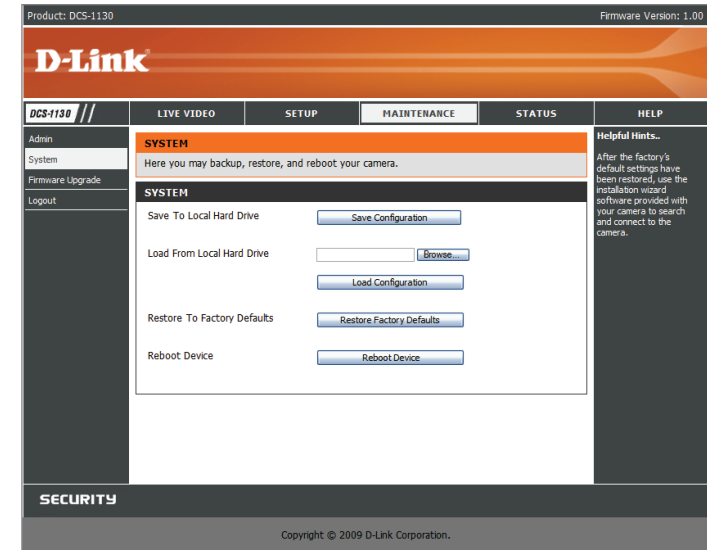 Product: DCS-1130
Firmware Version: 1.00
D-Link
DCS-1130 //
LIVE VIDEO
SETUP
MAINTENANCE
STATUS
HELP
Admin
System
Firmware Upgrade
Logout
SYSTEM
Here you may backup, restore, and reboot your camera.
SYSTEM
Save To Local Hard Drive
Save Configuration
Load From Local Hard Drive
Browse...
Load Configuration
Restore To Factory Defaults
Restore Factory Defaults
Reboot Device
Reboot Device
Helpful Hints..
After the factory's
default settings have
been restored, use the
installation wizard
software provided with
your camera to search
and connect to the
camera.
SECURITY
Copyright © 2009 D-Link Corporation.